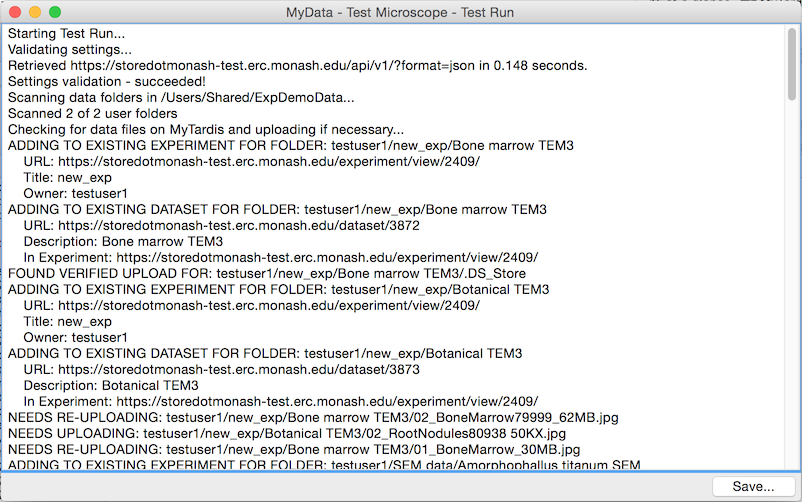 MyData - Test Microscope - Test Run
Starting Test Run...
Validating settings...
Retrieved https://storedotmonash-test.erc.monash.edu/api/v1/?format=json in 0.148 seconds.
Settings validation - succeeded!
Scanning data folders in /Users/Shared/ExpDemoData...
Scanned 2 of 2 user folders
Checking for data files on MyTardis and uploading if necessary...
ADDING TO EXISTING EXPERIMENT FOR FOLDER: testuser1/new_exp/Bone marrow TEM3
URL: https://storedotmonash-test.erc.monash.edu/experiment/view/2409/
Title: new_exp
Owner: testuser1
ADDING TO EXISTING DATASET FOR FOLDER: testuser1/new_exp/Bone marrow TEM3
URL: https://storedotmonash-test.erc.monash.edu/dataset/3872
Description: Bone marrow TEM3
In Experiment: https://storedotmonash-test.erc.monash.edu/experiment/view/2409/
FOUND VERIFIED UPLOAD FOR: testuser1/new_exp/Bone marrow TEM3/.DS_Store
ADDING TO EXISTING EXPERIMENT FOR FOLDER: testuser1/new_exp/Botanical TEM3
URL: https://storedotmonash-test.erc.monash.edu/experiment/view/2409/
Title: new_exp
Owner: testuser1
ADDING TO EXISTING DATASET FOR FOLDER: testuser1/new_exp/Botanical TEM3
URL: https://storedotmonash-test.erc.monash.edu/dataset/3873
Description: Botanical TEM3
In Experiment: https://storedotmonash-test.erc.monash.edu/experiment/view/2409/
NEEDS RE-UPLOADING: testuser1/new_exp/Bone marrow TEM3/02_BoneMarrow79999_62MB.jpg
NEEDS UPLOADING: testuser1/new_exp/Botanical TEM3/02_RootNodules80938 50KX.jpg
NEEDS RE-UPLOADING: testuser1/new_exp/Bone marrow TEM3/01_BoneMarrow_30MB.jpg
ADDING TO EXISTING EXPERIMENT FOR FOLDER: testuser1/SEM data/Amorphophallus titanum SEM
Save...